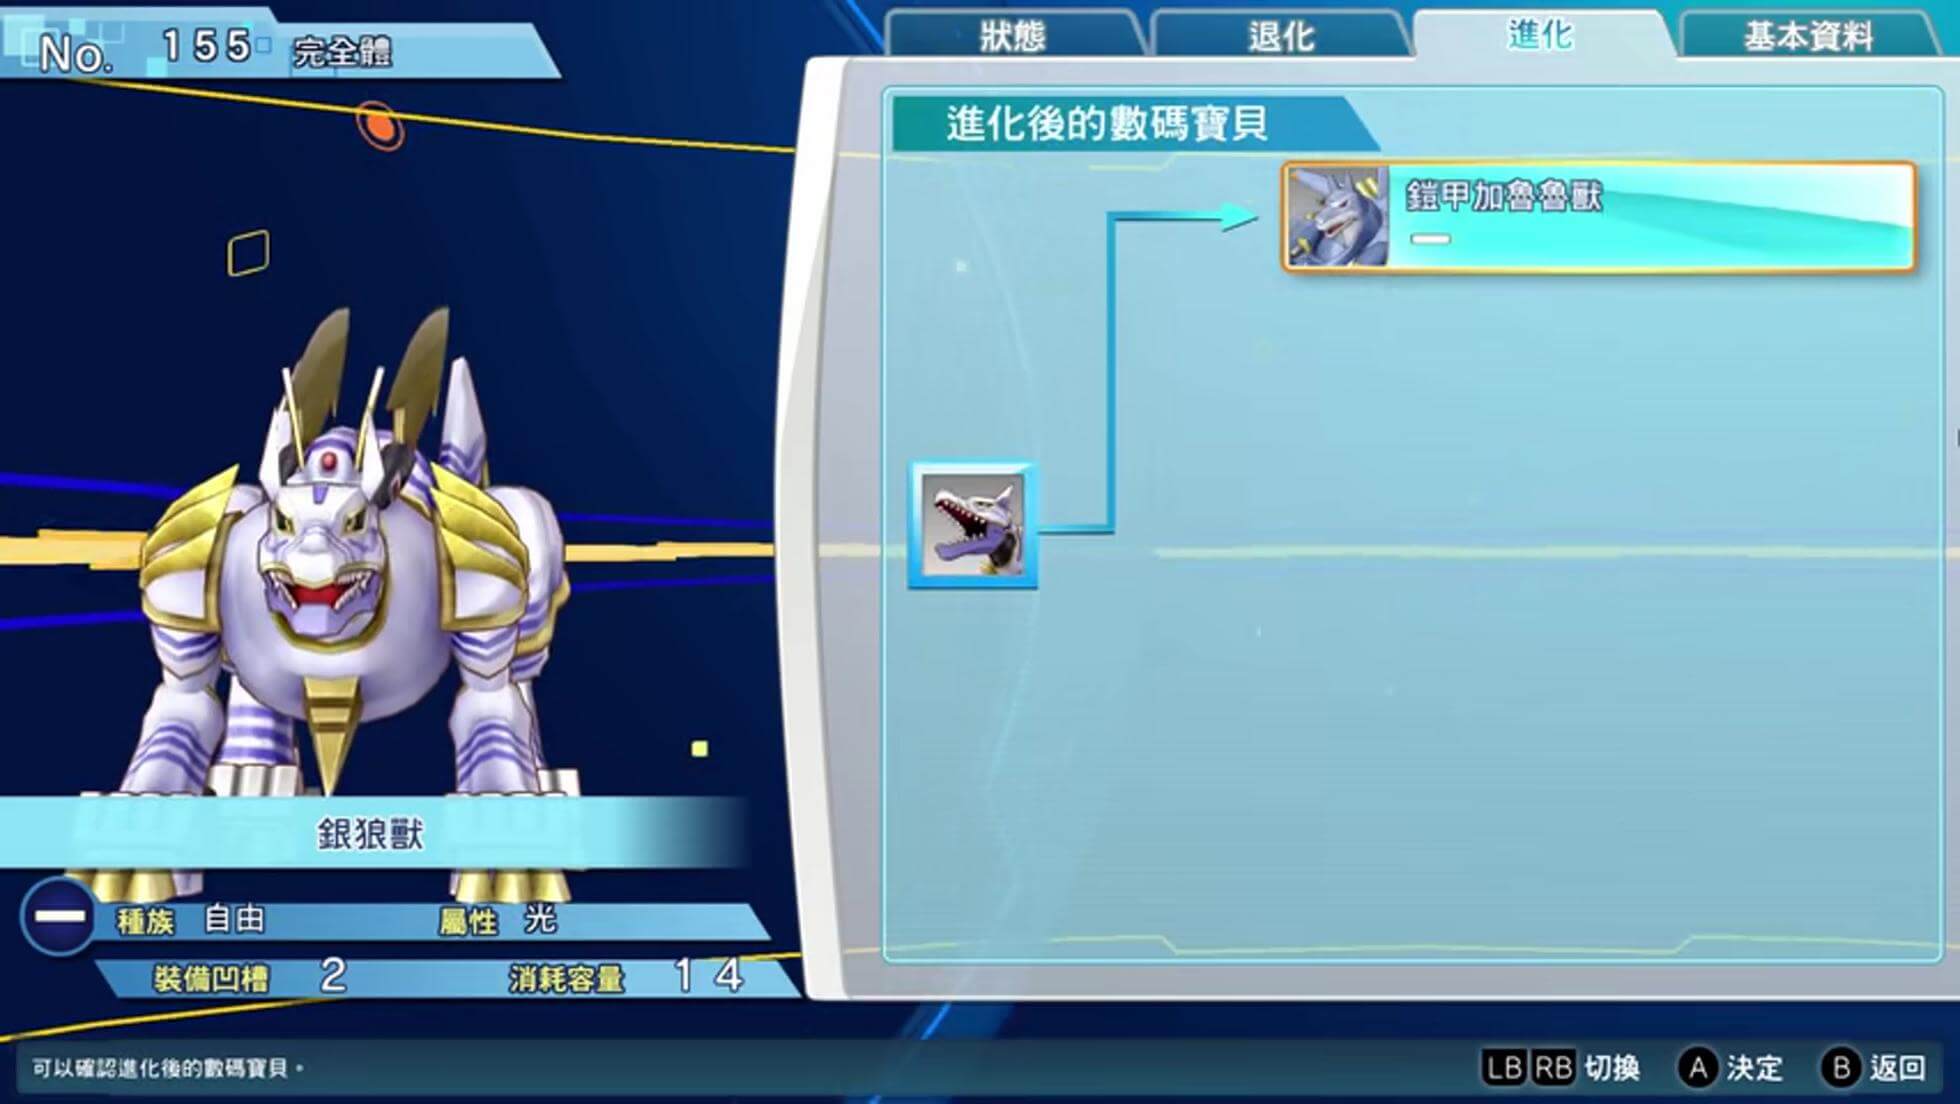 No. 155 完全體
狀態 退化 進化 基本資料
進化後的數碼寶貝
鎧甲加魯魯獸
銀狼獸
種族 自由 屬性 光
裝備凹槽 2 消耗容量 14
可以確認進化後的數碼寶貝。
LB RB 切換 A 決定 B 返回